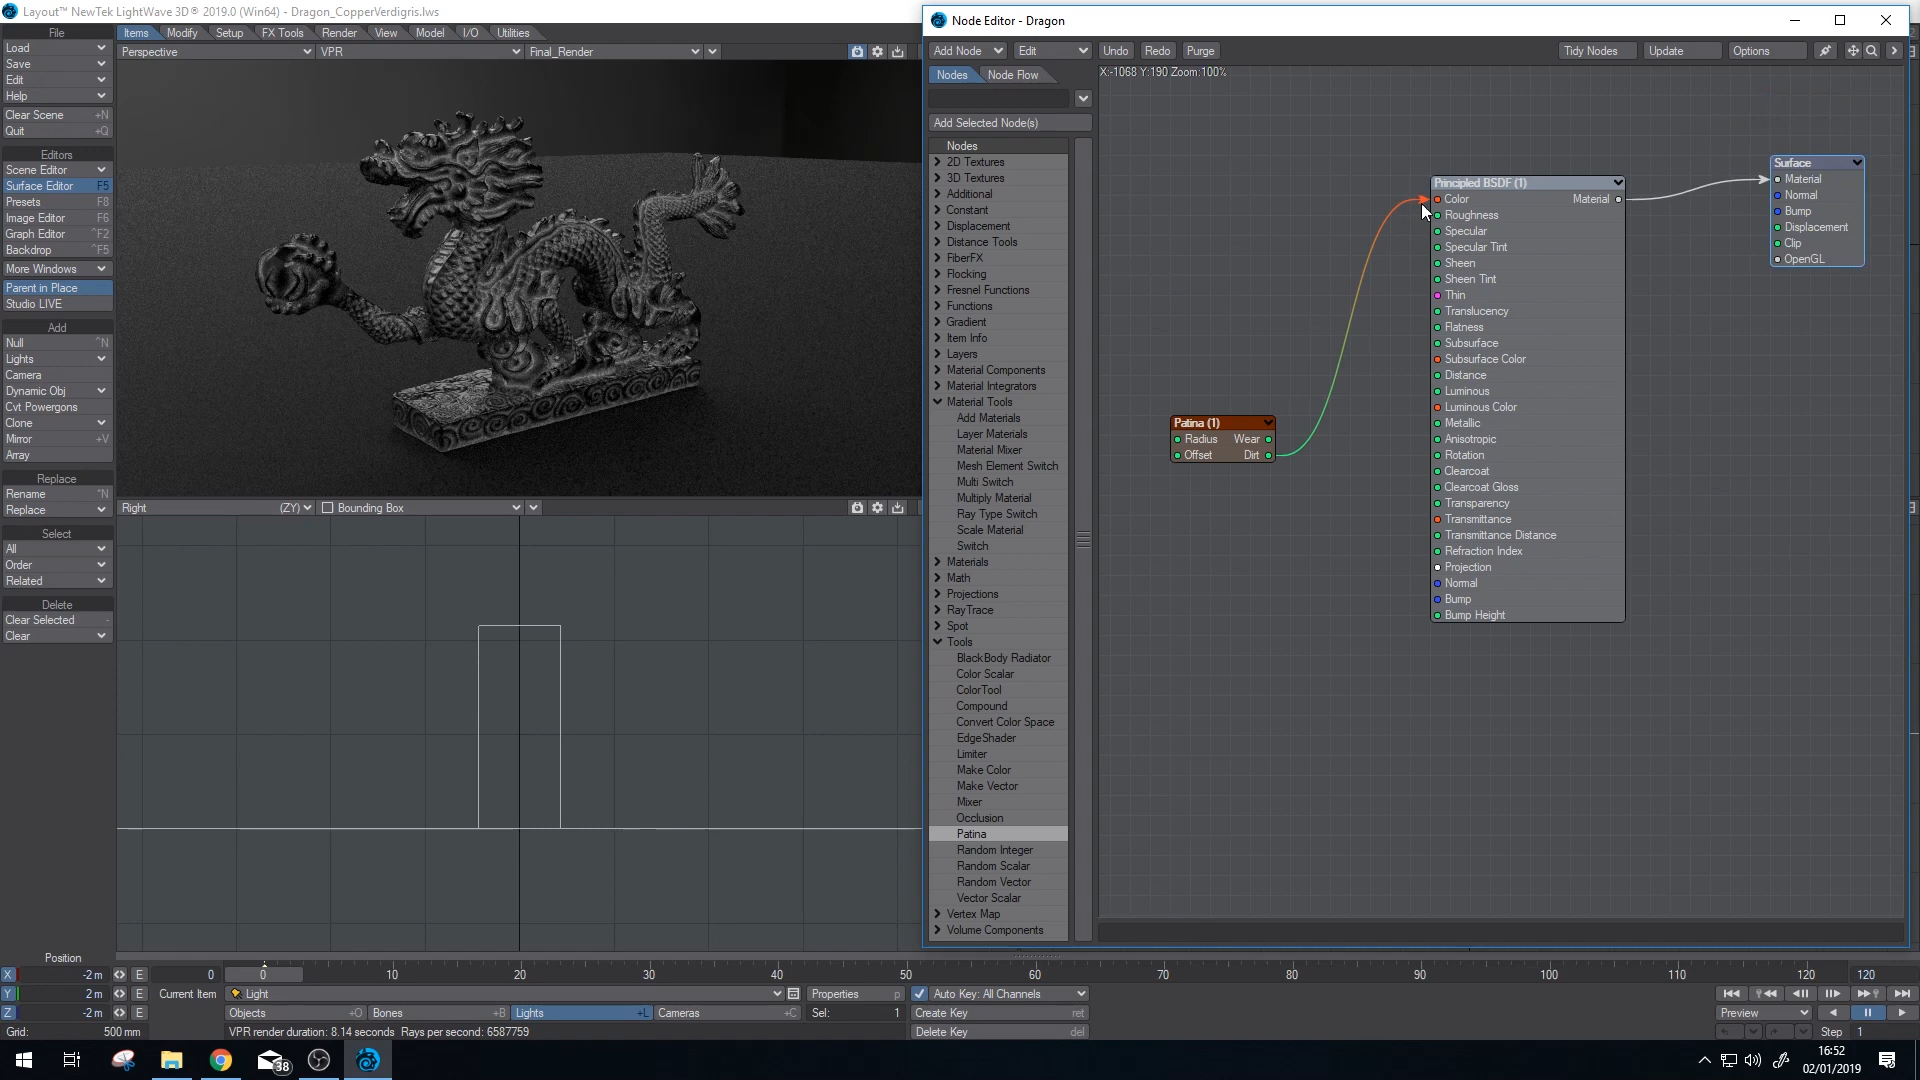 Layout™ NewTek LightWave 3D® 2019.0 (Win64) - Dragon_CopperVerdigris.lws
File
Load
Save
Edit
Help
Clear Scene +N
Quit +Q
Editors
Scene Editor
Surface Editor F5
Presets F8
Image Editor F6
Graph Editor ^F2
Backdrop ^F5
More Windows
Parent in Place
Studio LIVE
Add
Null ^N
Lights
Camera
Dynamic Obj
Cvt Powergons
Clone
Mirror +V
Array
Replace
Rename ^N
Replace
Select
All
Order
Related
Delete
Clear Selected -
Clear
Items Modify Setup FX Tools Render View Model I/O Utilities
Perspective VPR Final_Render
Right (ZY) Bounding Box
Node Editor - Dragon
Add Node Edit Undo Redo Purge Tidy Nodes Update Options
Nodes Node Flow
X:-1068 Y:190 Zoom:100%
Add Selected Node(s)
Nodes
2D Textures
3D Textures
Additional
Constant
Displacement
Distance Tools
FiberFX
Flocking
Fresnel Functions
Functions
Gradient
Item Info
Layers
Material Components
Material Integrators
Material Tools
Add Materials
Layer Materials
Material Mixer
Mesh Element Switch
Multi Switch
Multiply Material
Ray Type Switch
Scale Material
Switch
Materials
Math
Projections
RayTrace
Spot
Tools
BlackBody Radiator
Color Scalar
ColorTool
Compound
Convert Color Space
EdgeShader
Limiter
Make Color
Make Vector
Mixer
Occlusion
Patina
Random Integer
Random Scalar
Random Vector
Vector Scalar
Vertex Map
Volume Components
Patina (1)
Radius Wear
Offset Dirt
Principled BSDF (1)
Color Material
Roughness
Specular
Specular Tint
Sheen
Sheen Tint
Thin
Translucency
Flatness
Subsurface
Subsurface Color
Distance
Luminous
Luminous Color
Metallic
Anisotropic
Rotation
Clearcoat
Clearcoat Gloss
Transparency
Transmittance
Transmittance Distance
Refraction Index
Projection
Normal
Bump
Bump Height
Surface
Material
Normal
Bump
Displacement
Clip
OpenGL
Position
X -2 m E 0 0 10 20 30 40 50 60 70 80 90 100 110 120 120
Y 2 m E Current Item Light Properties p Auto Key: All Channels
Z -2 m E Objects +O Bones +B Lights +L Cameras +C Sel: 1 Create Key ret Preview
Grid: 500 mm VPR render duration: 8.14 seconds Rays per second: 6587759 Delete Key del Step 1
38
16:52
02/01/2019